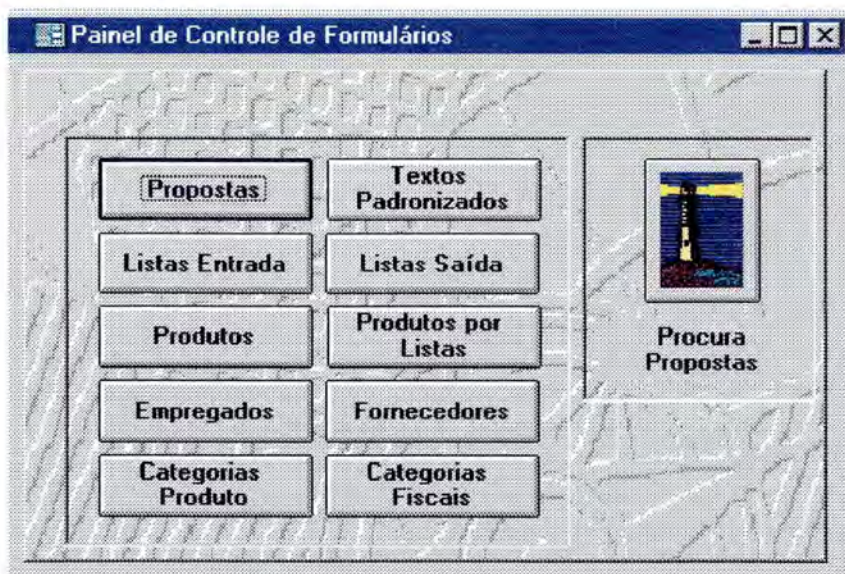 Painel de Controle de Formulários
Propostas
Textos
Padronizados
Listas Entrada
Listas Saída
Produtos
Produtos por
Listas
Empregados
Fornecedores
Categorias
Produto
Categorias
Fiscais
Procura
Propostas